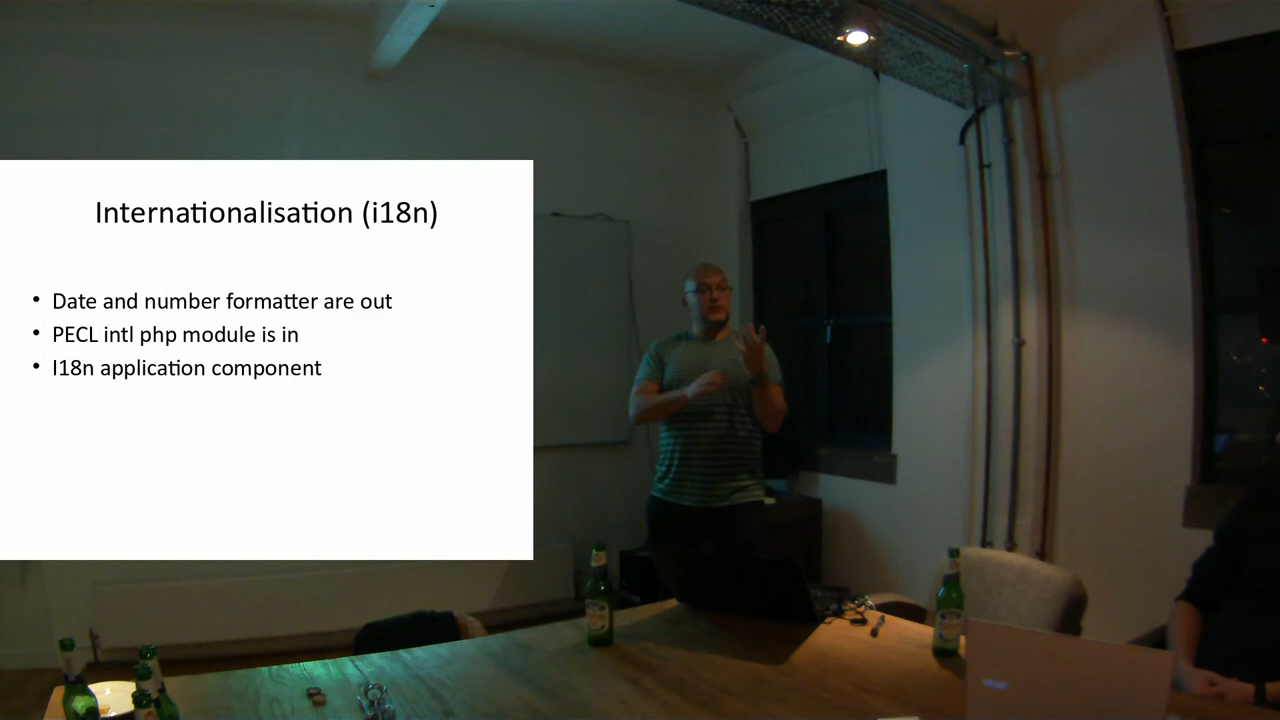 Internationalisation (i18n)
• Date and number formatter are out
• PECL intl php module is in
• I18n application component